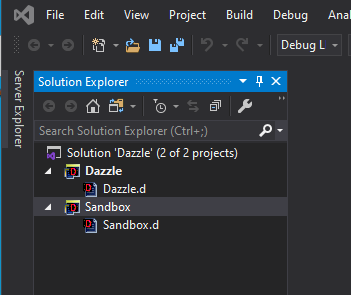 File Edit View Project Build Debug Analy
Debug L
Server Explorer
Solution Explorer
Search Solution Explorer (Ctrl+;)
Solution 'Dazzle' (2 of 2 projects)
Dazzle
Dazzle.d
Sandbox
Sandbox.d